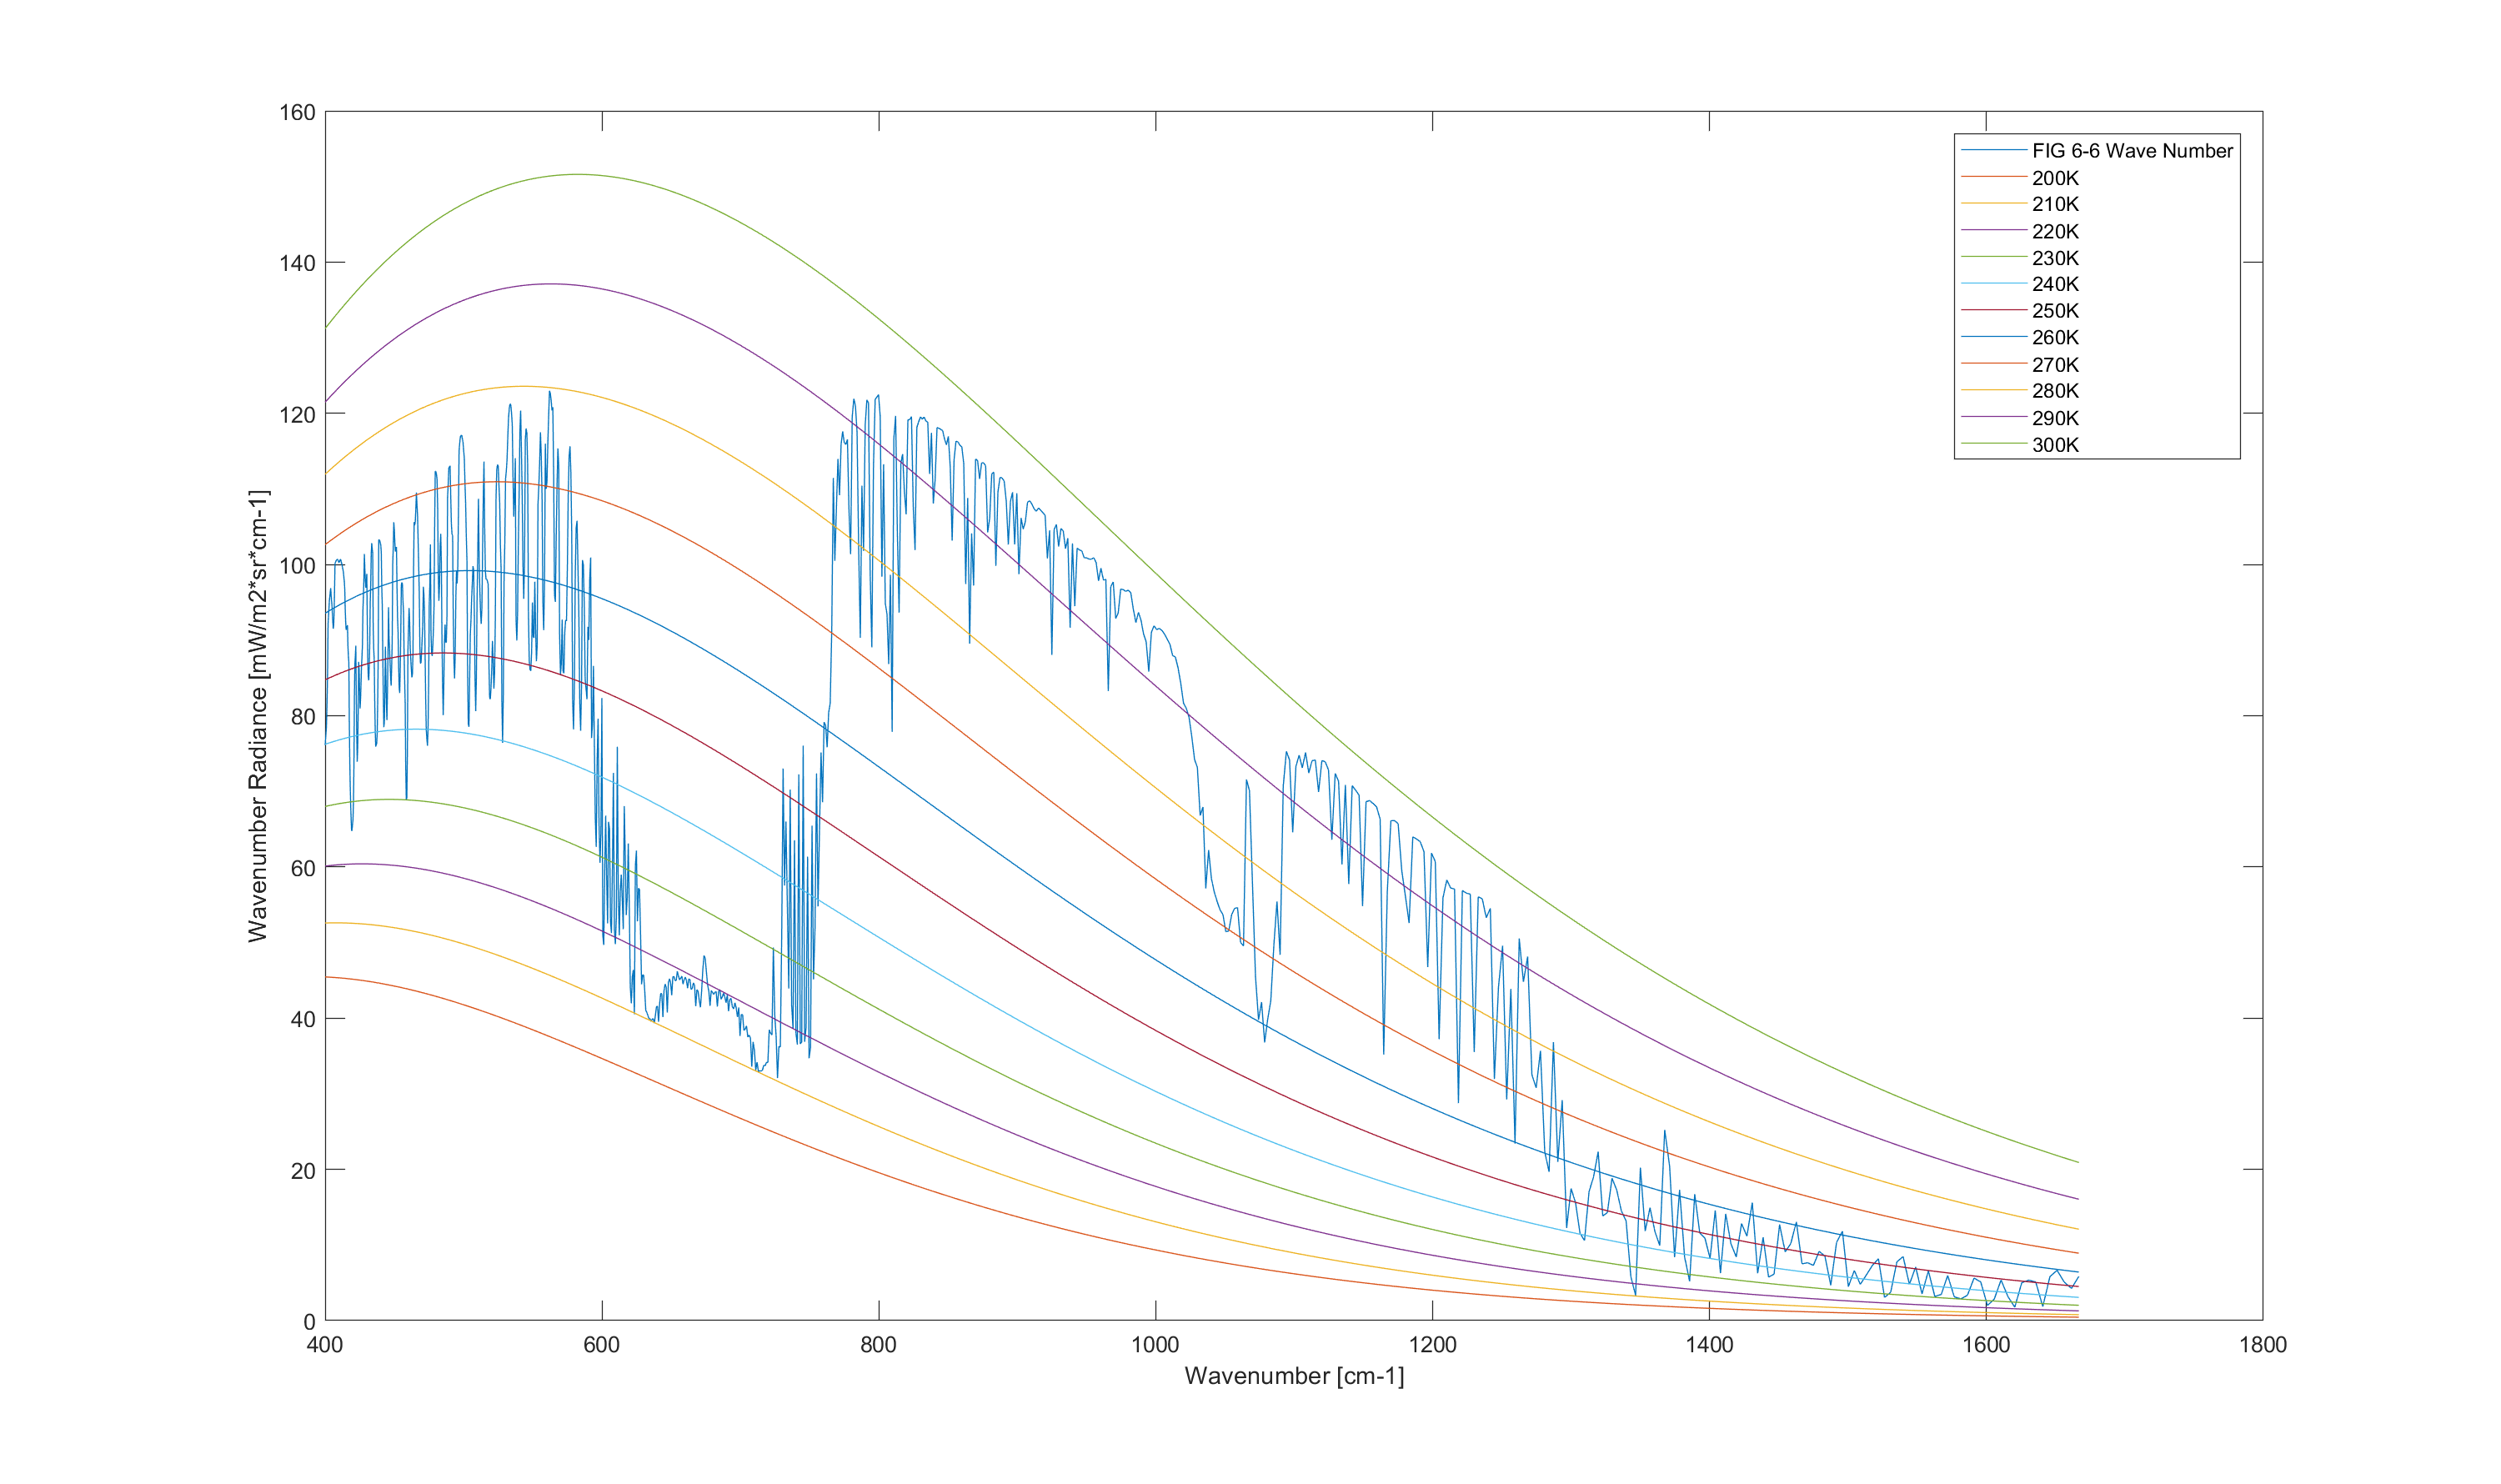 160
140
120
100
80
60
40
20
0
400
600
800
1000
1200
1400
1600
1800
Wavenumber Radiance [mW/m2*sr*cm-1]
Wavenumber [cm-1]
FIG 6-6 Wave Number
200K
210K
220K
230K
240K
250K
260K
270K
280K
290K
300K